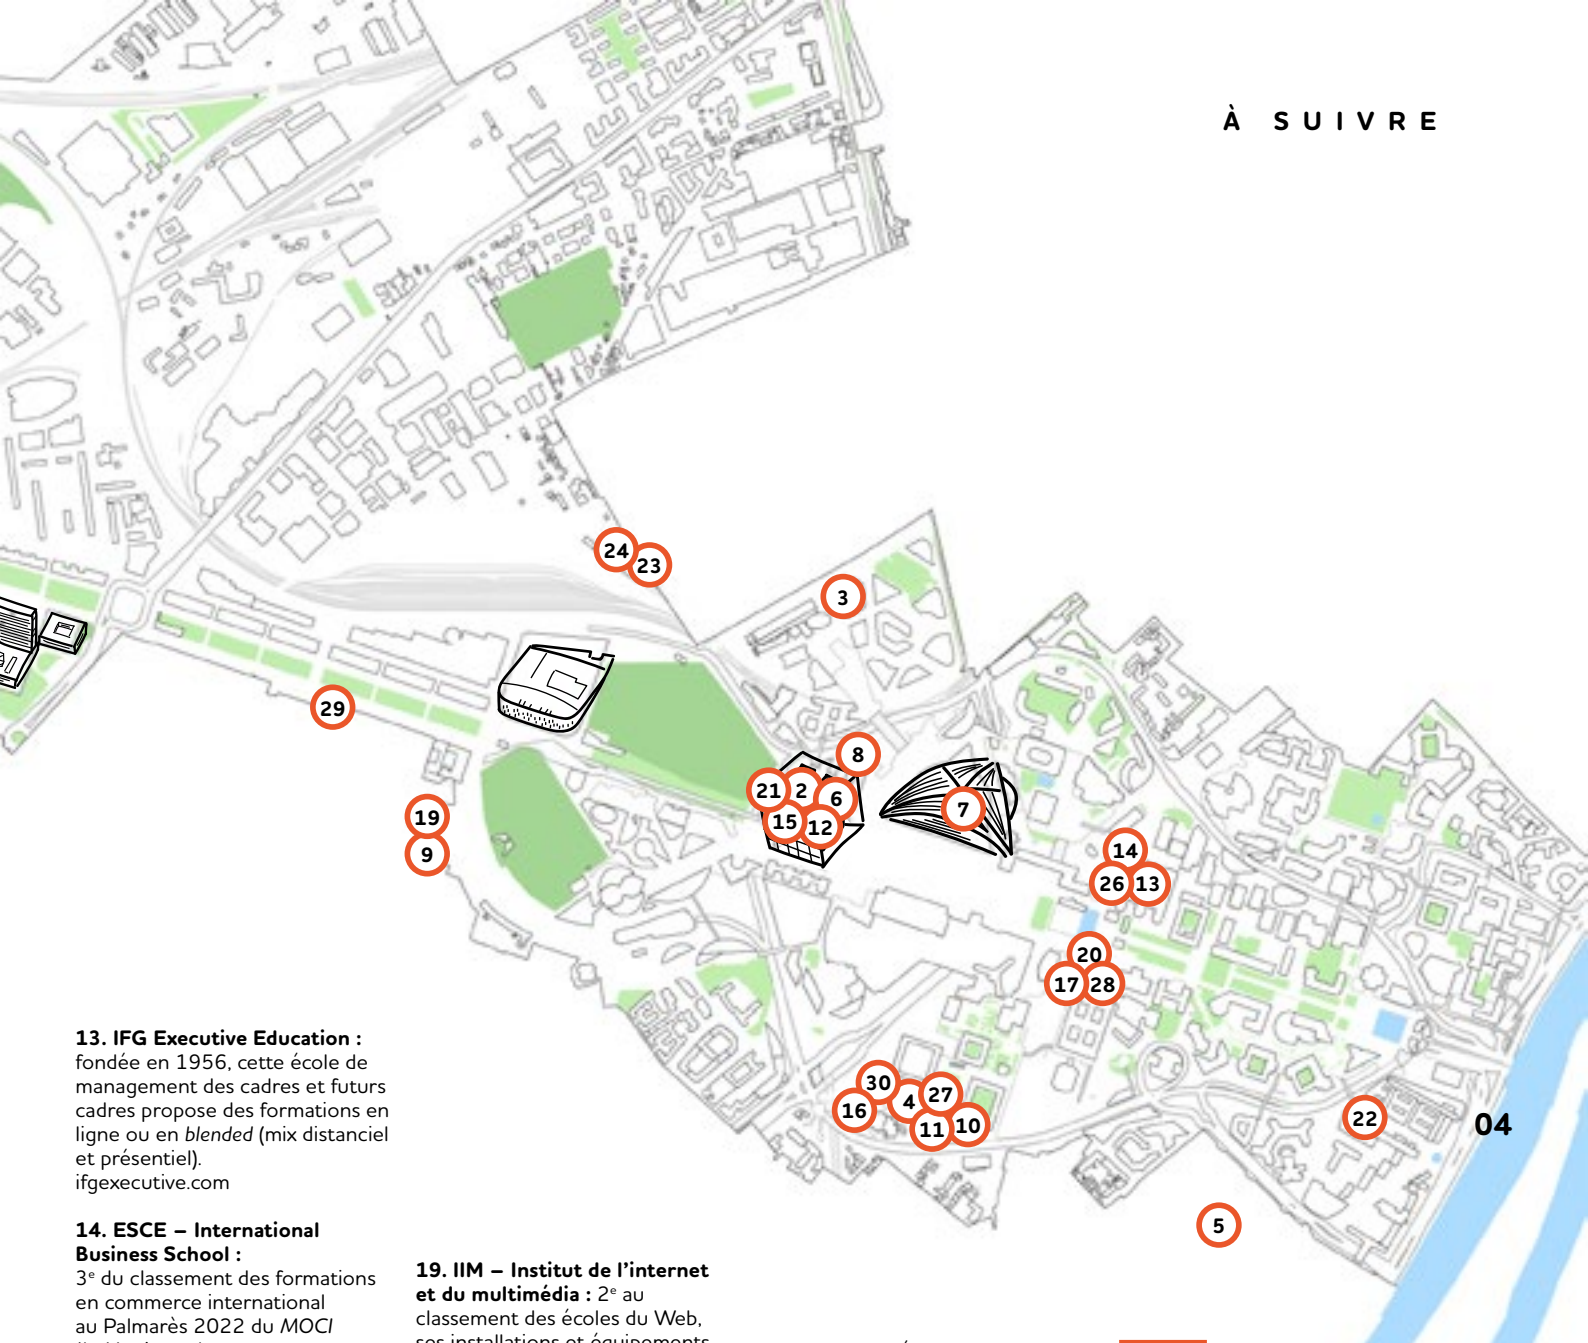 À SUIVRE
24
23
3
29
8
21
2
6
15
12
7
19
9
14
26
13
20
17
28
30
4
27
16
11
10
22
04
5
13. IFG Executive Education :
fondée en 1956, cette école de
management des cadres et futurs
cadres propose des formations en
ligne ou en blended (mix distanciel
et présentiel).
ifgexecutive.com
14. ESCE – International
Business School :
3e du classement des formations
en commerce international
au Palmarès 2022 du MOCI
19. IIM – Institut de l'internet
et du multimédia : 2e au
classement des écoles du Web,
ses installations et équipements